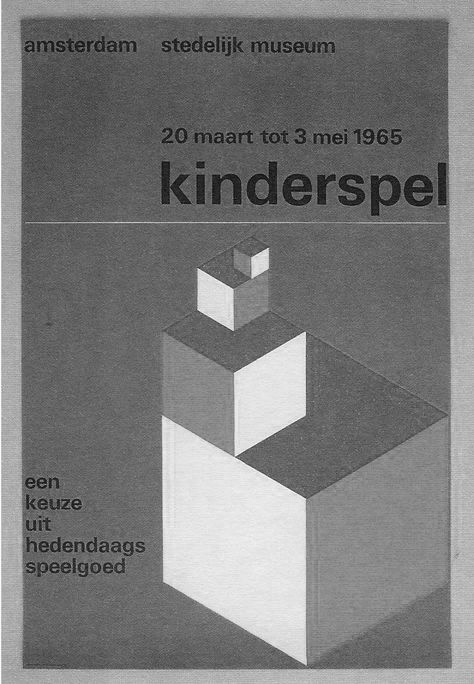 amsterdam stedelijk museum
20 maart tot 3 mei 1965
kinderspel
een
keuze
uit
hedendaags
speelgoed